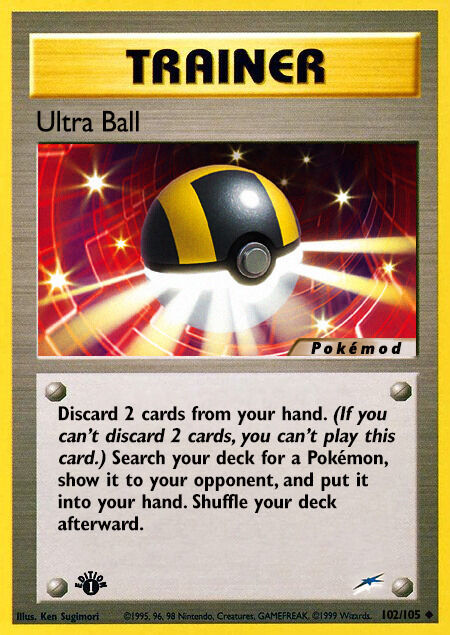 TRAINER
Ultra Ball
Pokémod
Discard 2 cards from your hand. (If you
can't discard 2 cards, you can't play this
card.) Search your deck for a Pokémon,
show it to your opponent, and put it
into your hand. Shuffle your deck
afterward.
EDITION
1
Illus. Ken Sugimori ©1995, 96, 98 Nintendo, Creatures, GAMEFREAK. ©1999 Wizards. 102/105 ◆